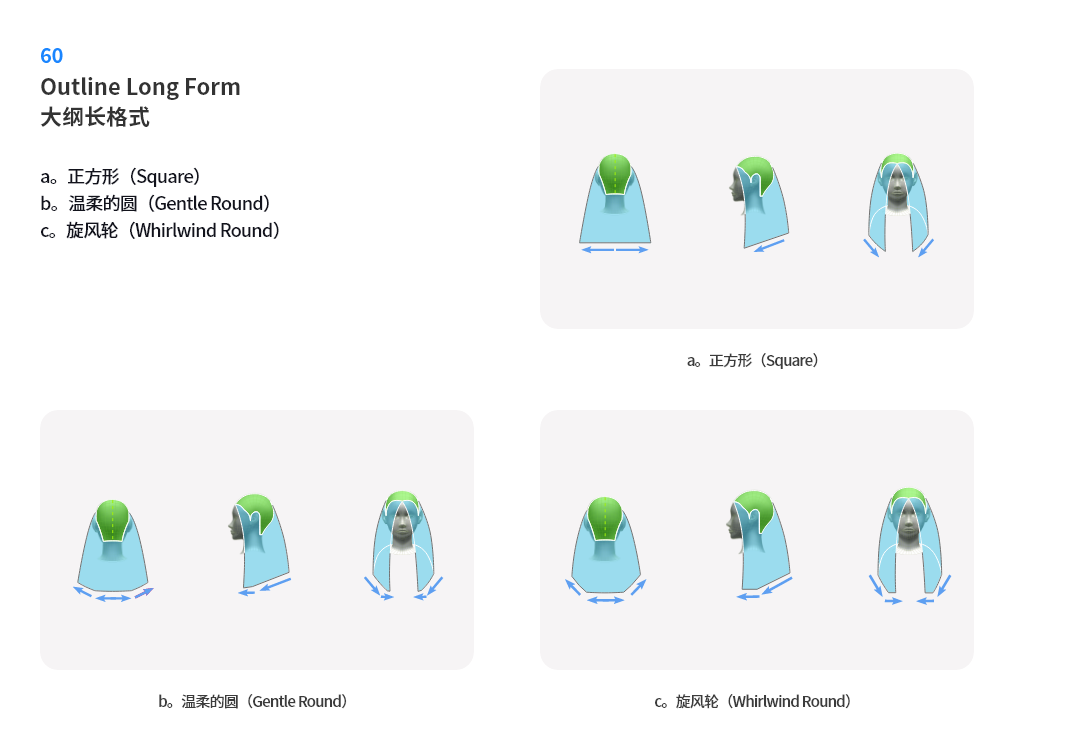 60
Outline Long Form
大纲长格式
a。正方形（Square）
b。温柔的圆（Gentle Round）
c。旋风轮（Whirlwind Round）
a。正方形（Square）
b。温柔的圆（Gentle Round）
c。旋风轮（Whirlwind Round）